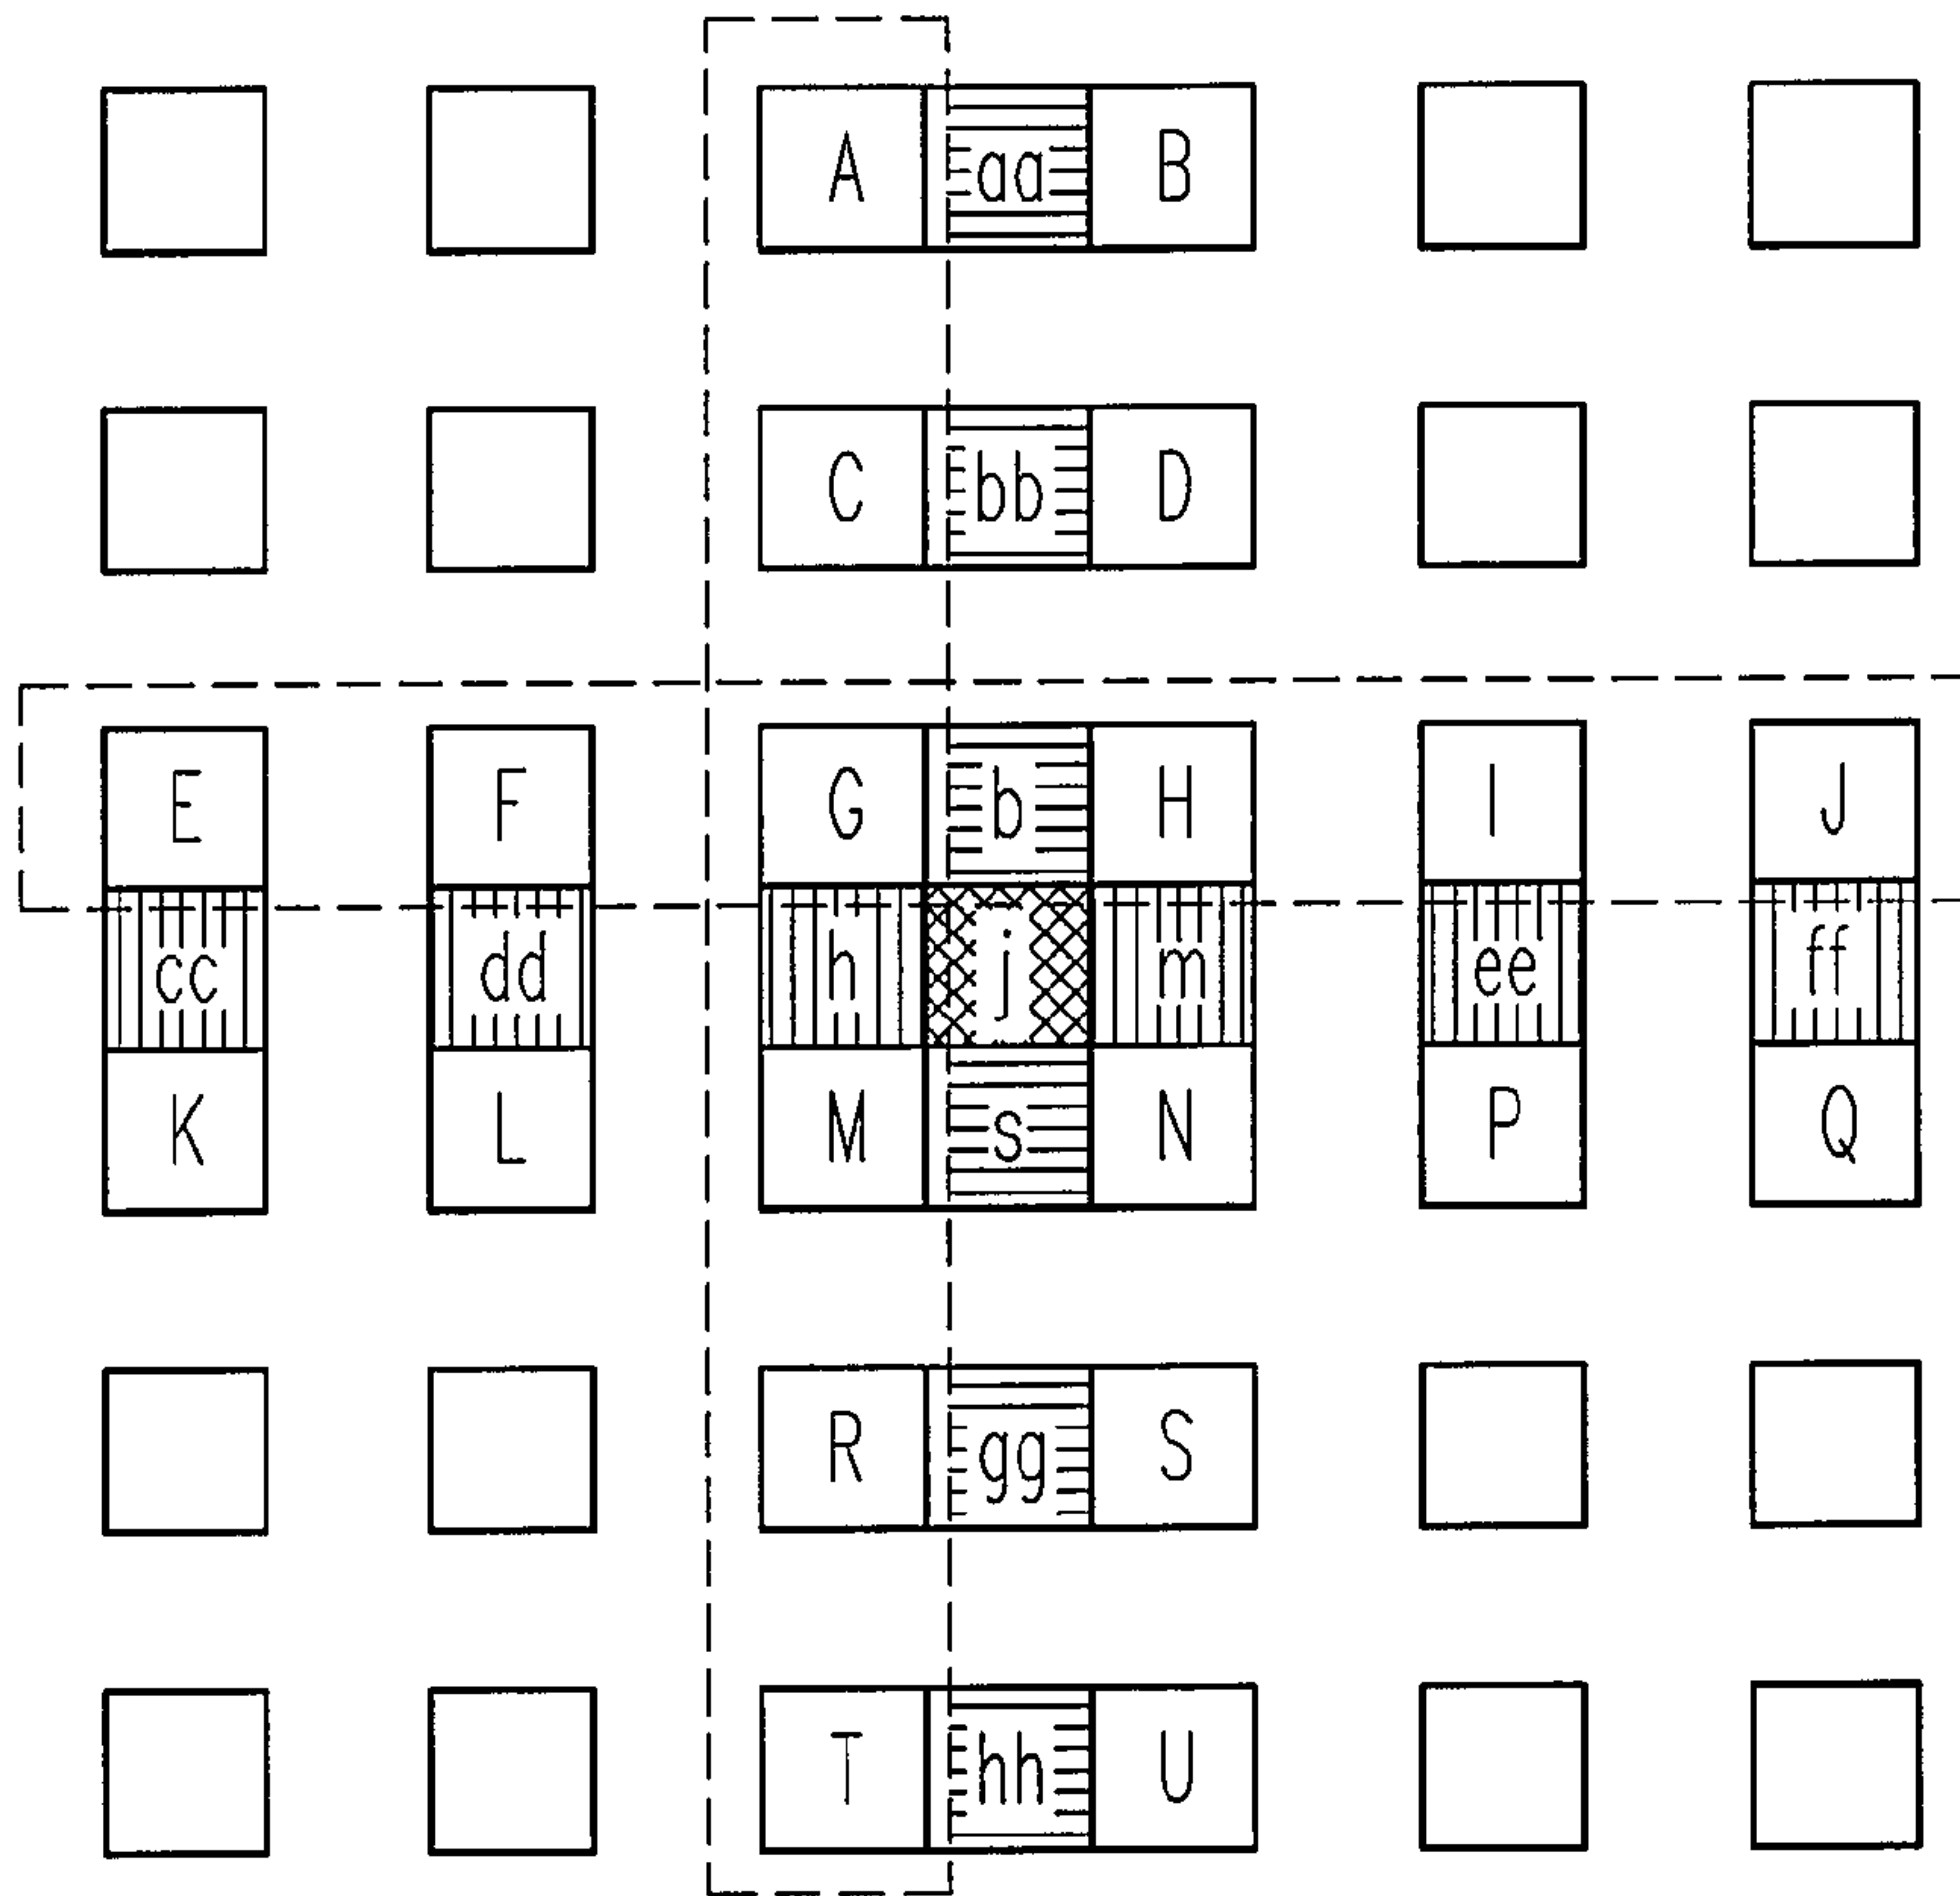 A aa B
C bb D
E F G b H I J
cc dd h j m ee ff
K L M s N P Q
R gg S
T hh U